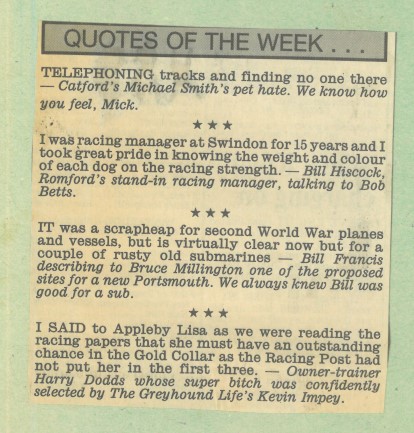 QUOTES OF THE WEEK . . .
TELEPHONING tracks and finding no one there
— Catford's Michael Smith's pet hate. We know how
you feel, Mick.
★★★
I was racing manager at Swindon for 15 years and I
took great pride in knowing the weight and colour
of each dog on the racing strength. — Bill Hiscock,
Romford's stand-in racing manager, talking to Bob
Betts.
★★★
IT was a scrapheap for second World War planes
and vessels, but is virtually clear now but for a
couple of rusty old submarines — Bill Francis
describing to Bruce Millington one of the proposed
sites for a new Portsmouth. We always knew Bill was
good for a sub.
★★★
I SAID to Appleby Lisa as we were reading the
racing papers that she must have an outstanding
chance in the Gold Collar as the Racing Post had
not put her in the first three. — Owner-trainer
Harry Dodds whose super bitch was confidently
selected by The Greyhound Life's Kevin Impey.